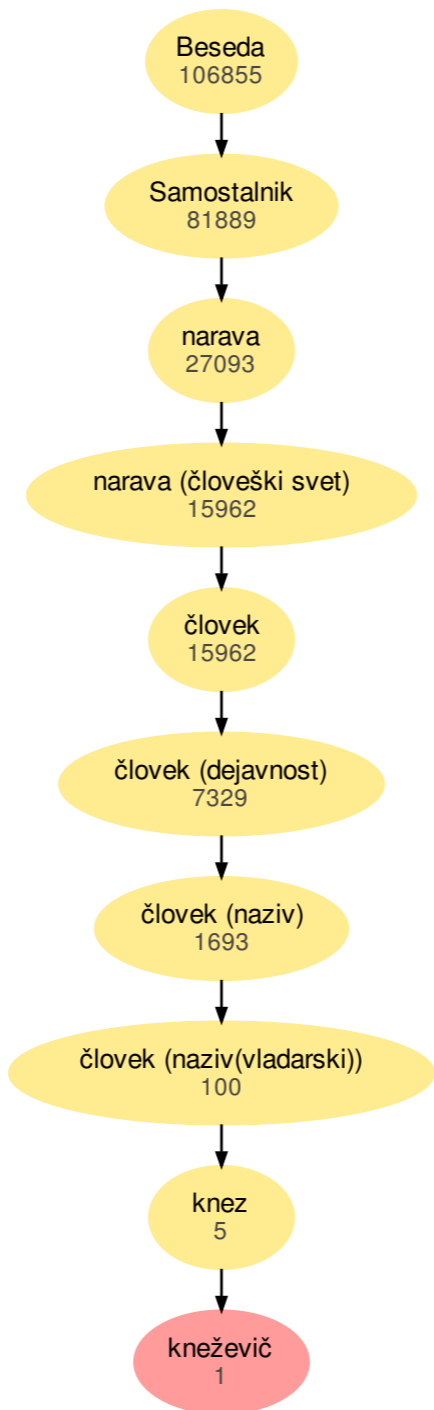 Beseda
106855
Samostalnik
81889
narava
27093
narava (človeški svet)
15962
človek
15962
človek (dejavnost)
7329
človek (naziv)
1693
človek (naziv(vladarski))
100
knez
5
kneževič
1